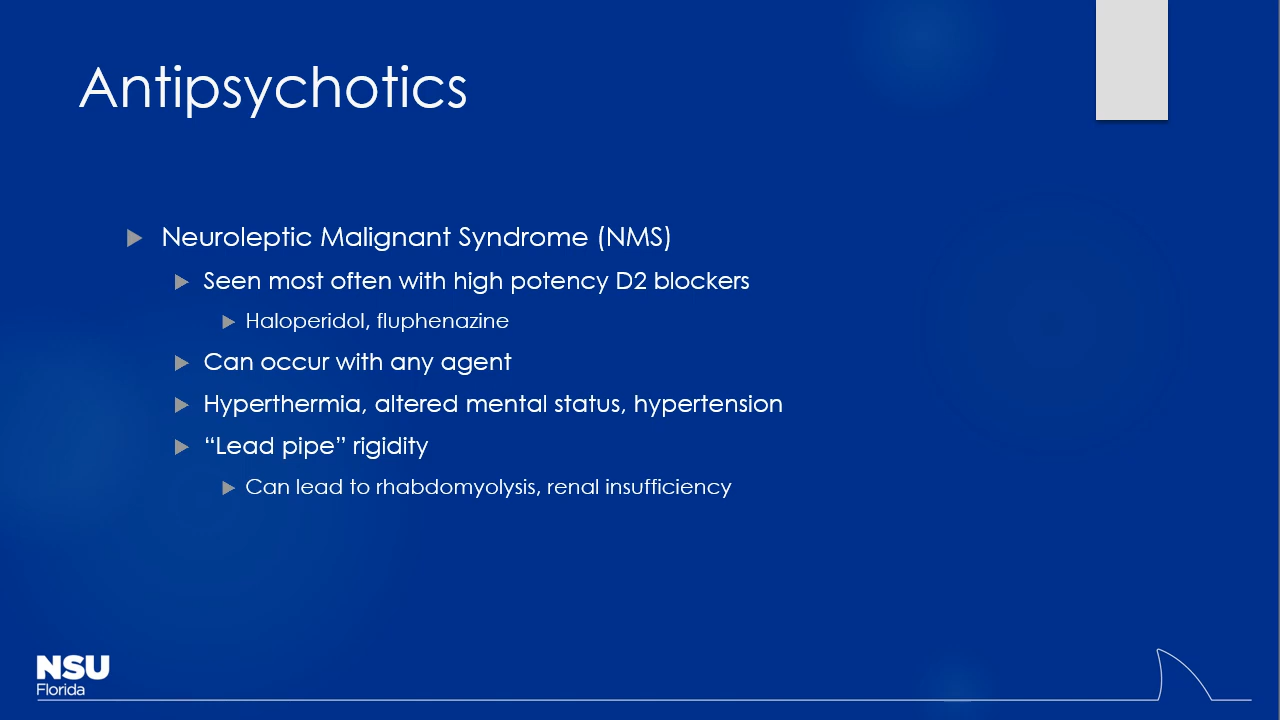 Antipsychotics
Neuroleptic Malignant Syndrome (NMS)
Seen most often with high potency D2 blockers
Haloperidol, fluphenazine
Can occur with any agent
Hyperthermia, altered mental status, hypertension
“Lead pipe” rigidity
Can lead to rhabdomyolysis, renal insufficiency
NSU
Florida